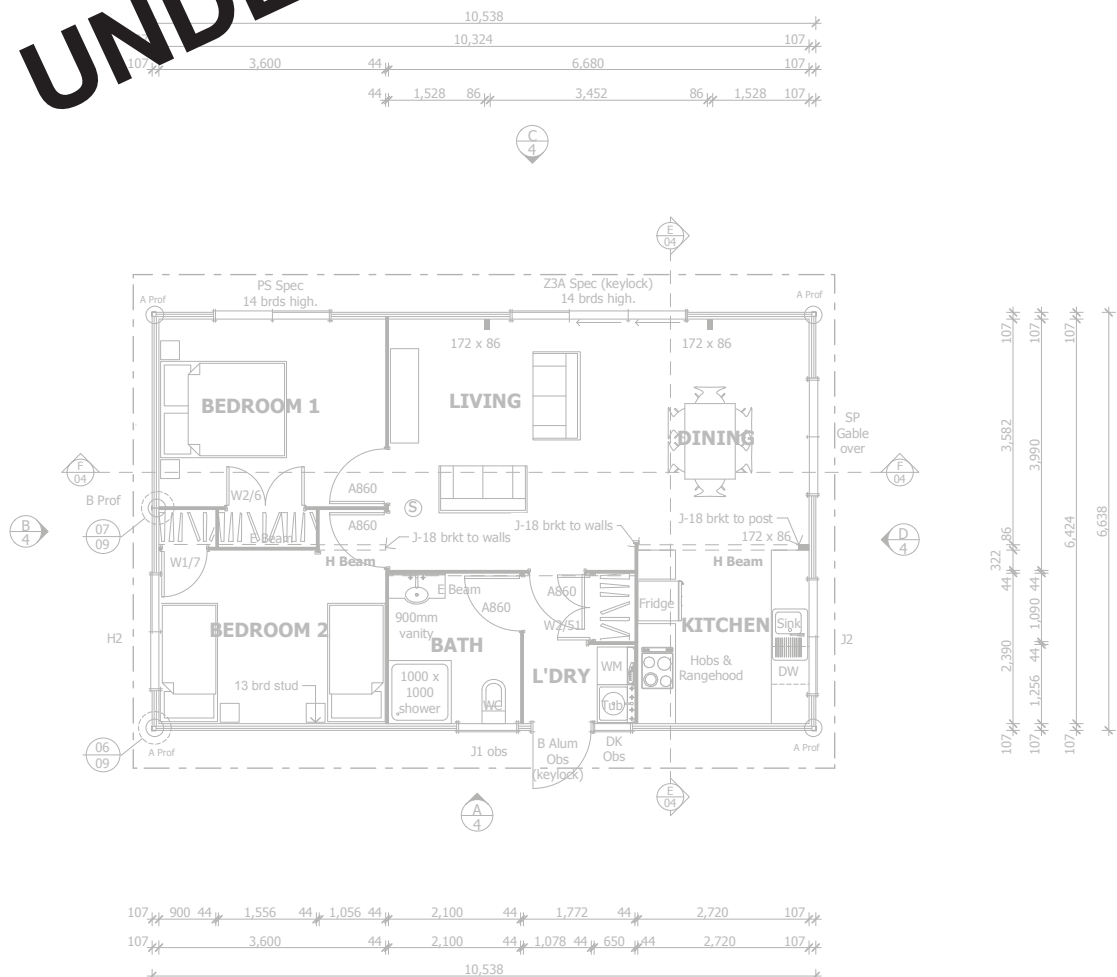 UNDE
10,538
10,324 107
107 3,600 44 6,680 107
44 1,528 86 3,452 86 1,528 107
C
4
E
04
PS Spec
14 brds high.
Z3A Spec (keylock)
14 brds high.
A Prof
A Prof
172 x 86
172 x 86
BEDROOM 1
LIVING
DINING
SP
Gable
over
F
04
F
04
W2/6
A860
S
B Prof
07
09
B
4
E Beam
A860
J-18 brkt to walls
J-18 brkt to walls
J-18 brkt to post
172 x 86
D
4
W1/7
H Beam
H Beam
E Beam
A860
A860
Fridge
900mm
vanity
W2/51
H2
BEDROOM 2
BATH
KITCHEN
Sink
J2
L'DRY
WM
Hobs &
Rangehood
DW
1000 x
1000
shower
13 brd stud
WC
Tub
06
09
A Prof
J1 obs
B Alum
Obs
(keylock)
DK
Obs
A Prof
A
4
E
04
107 3,582 86 322 44 2,390 107
107 3,990 44 1,090 44 1,256 107
107 6,424 107
6,638
107 900 44 1,556 44 1,056 44 2,100 44 1,772 44 2,720 107
107 3,600 44 2,100 44 1,078 44 650 44 2,720 107
10,538